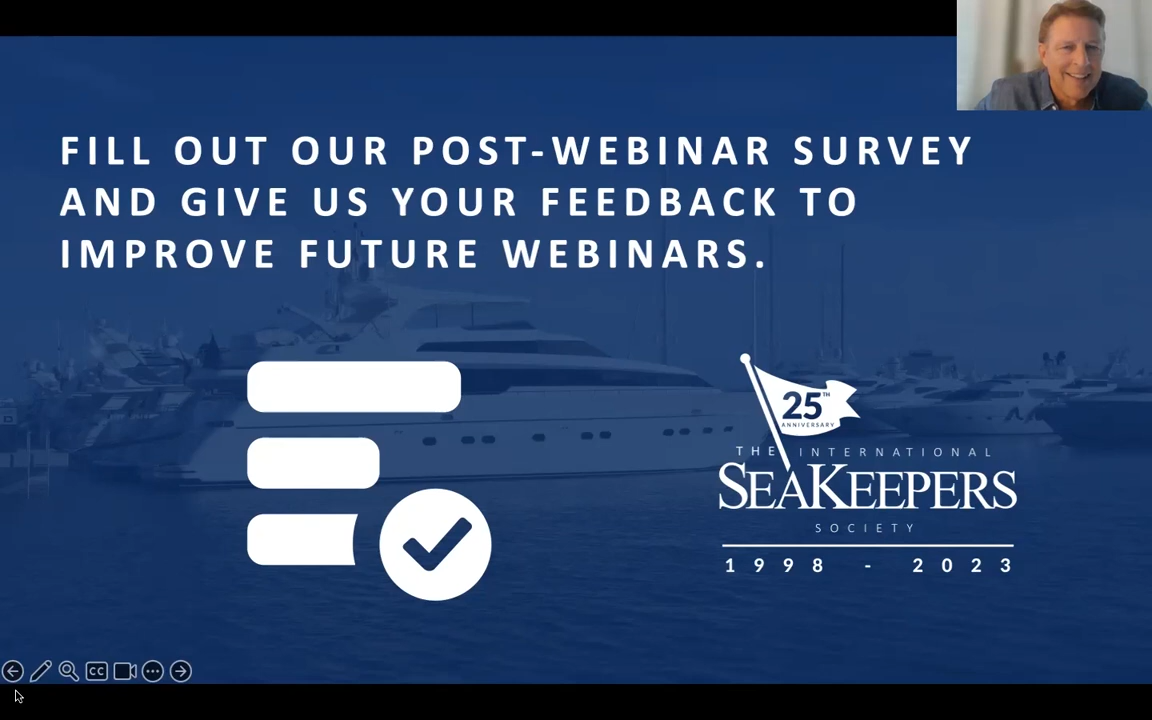 FILL OUT OUR POST-WEBINAR SURVEY
AND GIVE US YOUR FEEDBACK TO
IMPROVE FUTURE WEBINARS.
25TH
ANNIVERSARY
THE INTERNATIONAL
SEAKEEPERS
SOCIETY
1998 - 2023
CC